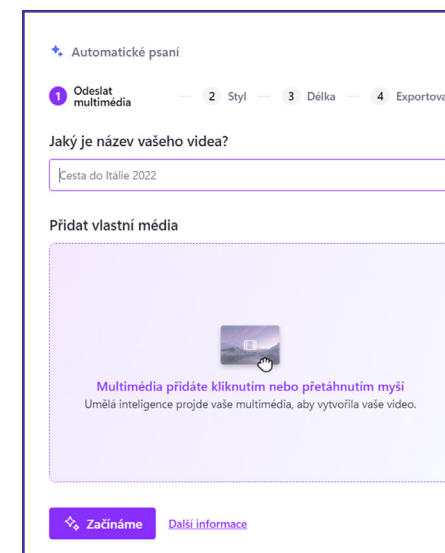 Automatické psaní
1 Odeslat
multimédia
2 Styl
3 Délka
4 Exportova
Jaký je název vašeho videa?
Cesta do Itálie 2022
Přidat vlastní média
Multimédia přidáte kliknutím nebo přetáhnutím myší
Umělá inteligence projde vaše multimédia, aby vytvořila vaše video.
Začínáme
Další informace